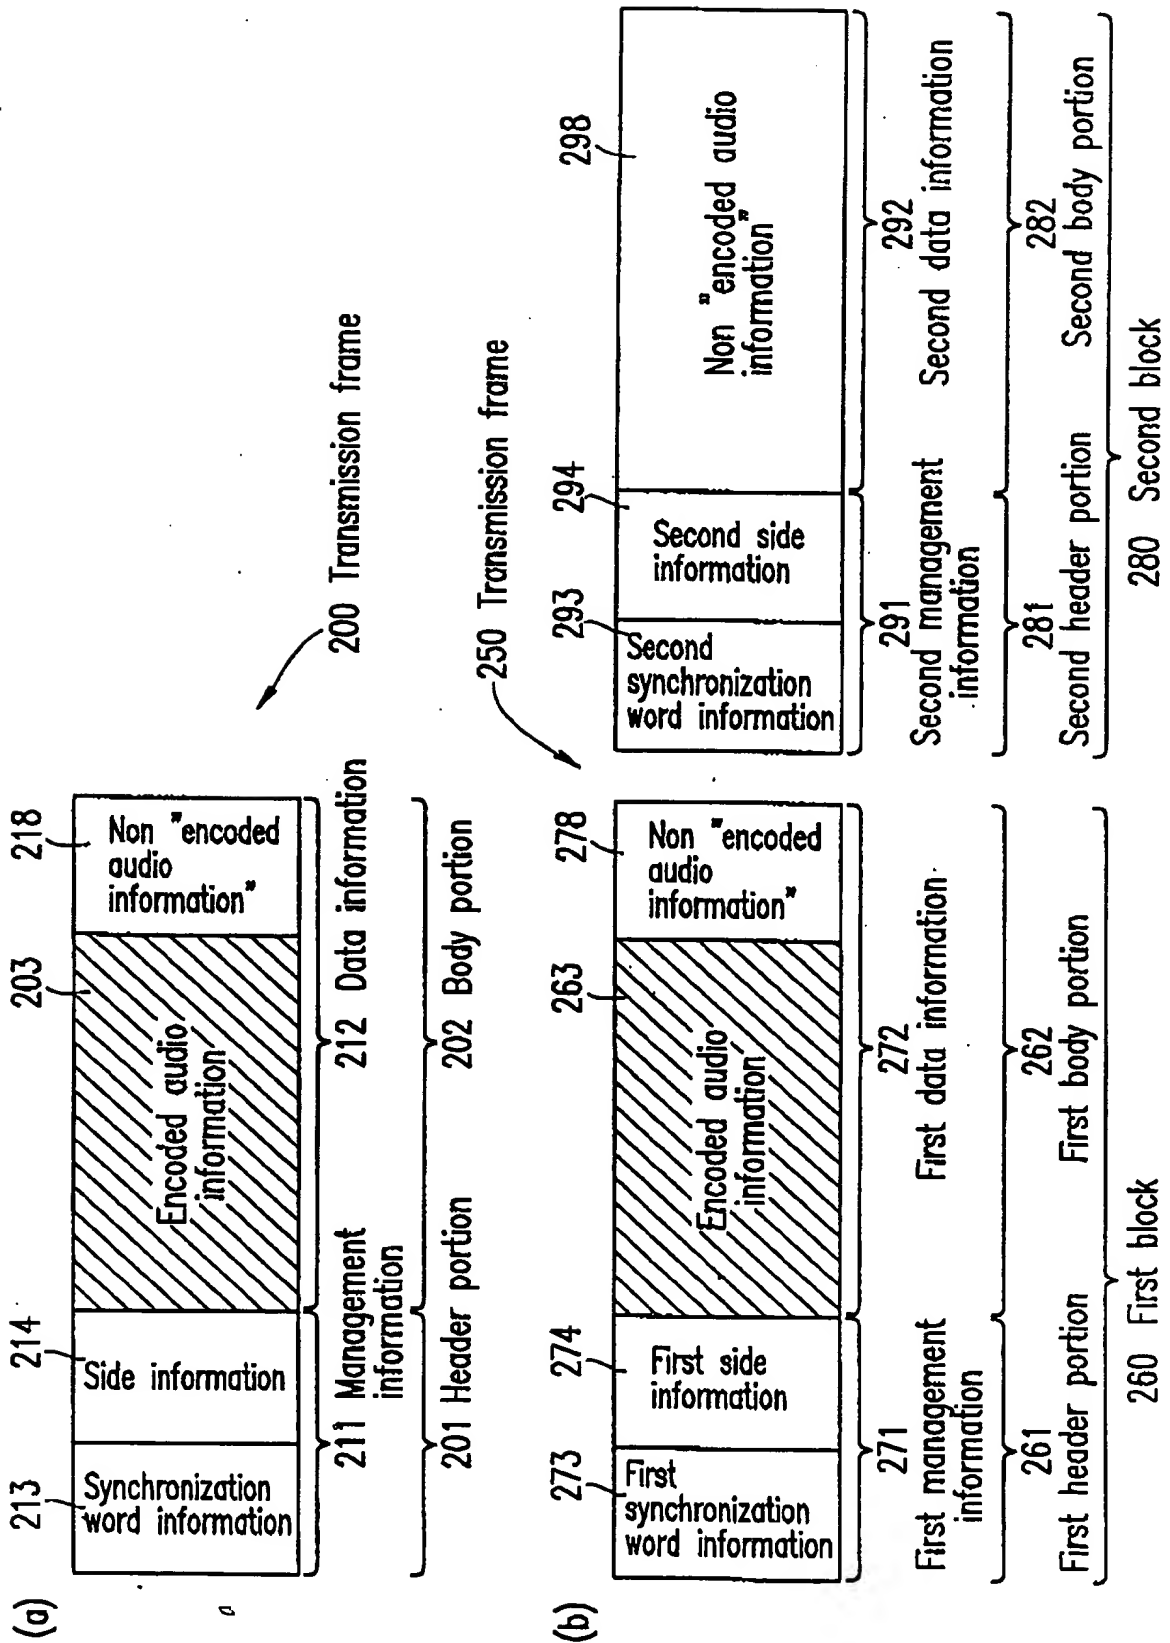 (a)
200 Transmission frame
213
214
203
218
Synchronization
word information
Side information
Encoded audio
information
Non "encoded
audio
information"
211 Management
information
212 Data information
201 Header portion
202 Body portion
(b)
250 Transmission frame
273
274
263
278
293
294
298
First
synchronization
word information
First side
information
Encoded audio
information
Non "encoded
audio
information"
Second
synchronization
word information
Second side
information
Non "encoded audio
information"
271
First management
information
272
First data information
291
Second management
information
292
Second data information
261
First header portion
262
First body portion
281
Second header portion
282
Second body portion
260 First block
280 Second block